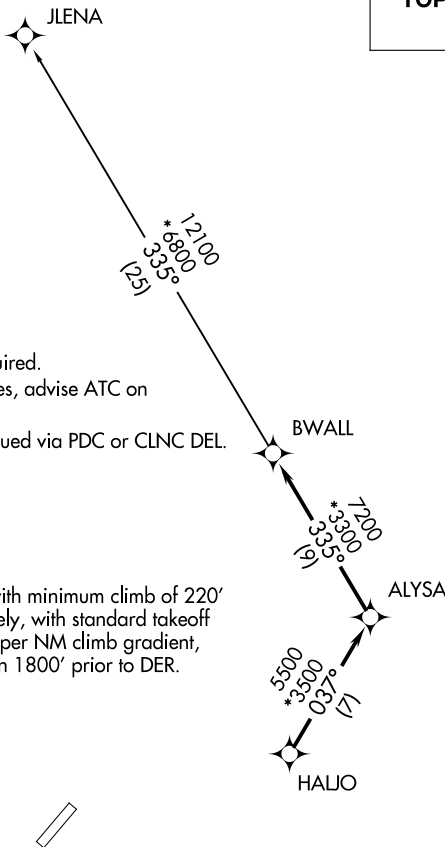 TOP
JLENA
12100
*6800
335°
(25)
uired.
es, advise ATC on
ued via PDC or CLNC DEL.
BWALL
7200
*3300
335°
(9)
ith minimum climb of 220'
ely, with standard takeoff
per NM climb gradient,
n 1800' prior to DER.
ALYSA
5500
*3500
037°
(7)
HALJO